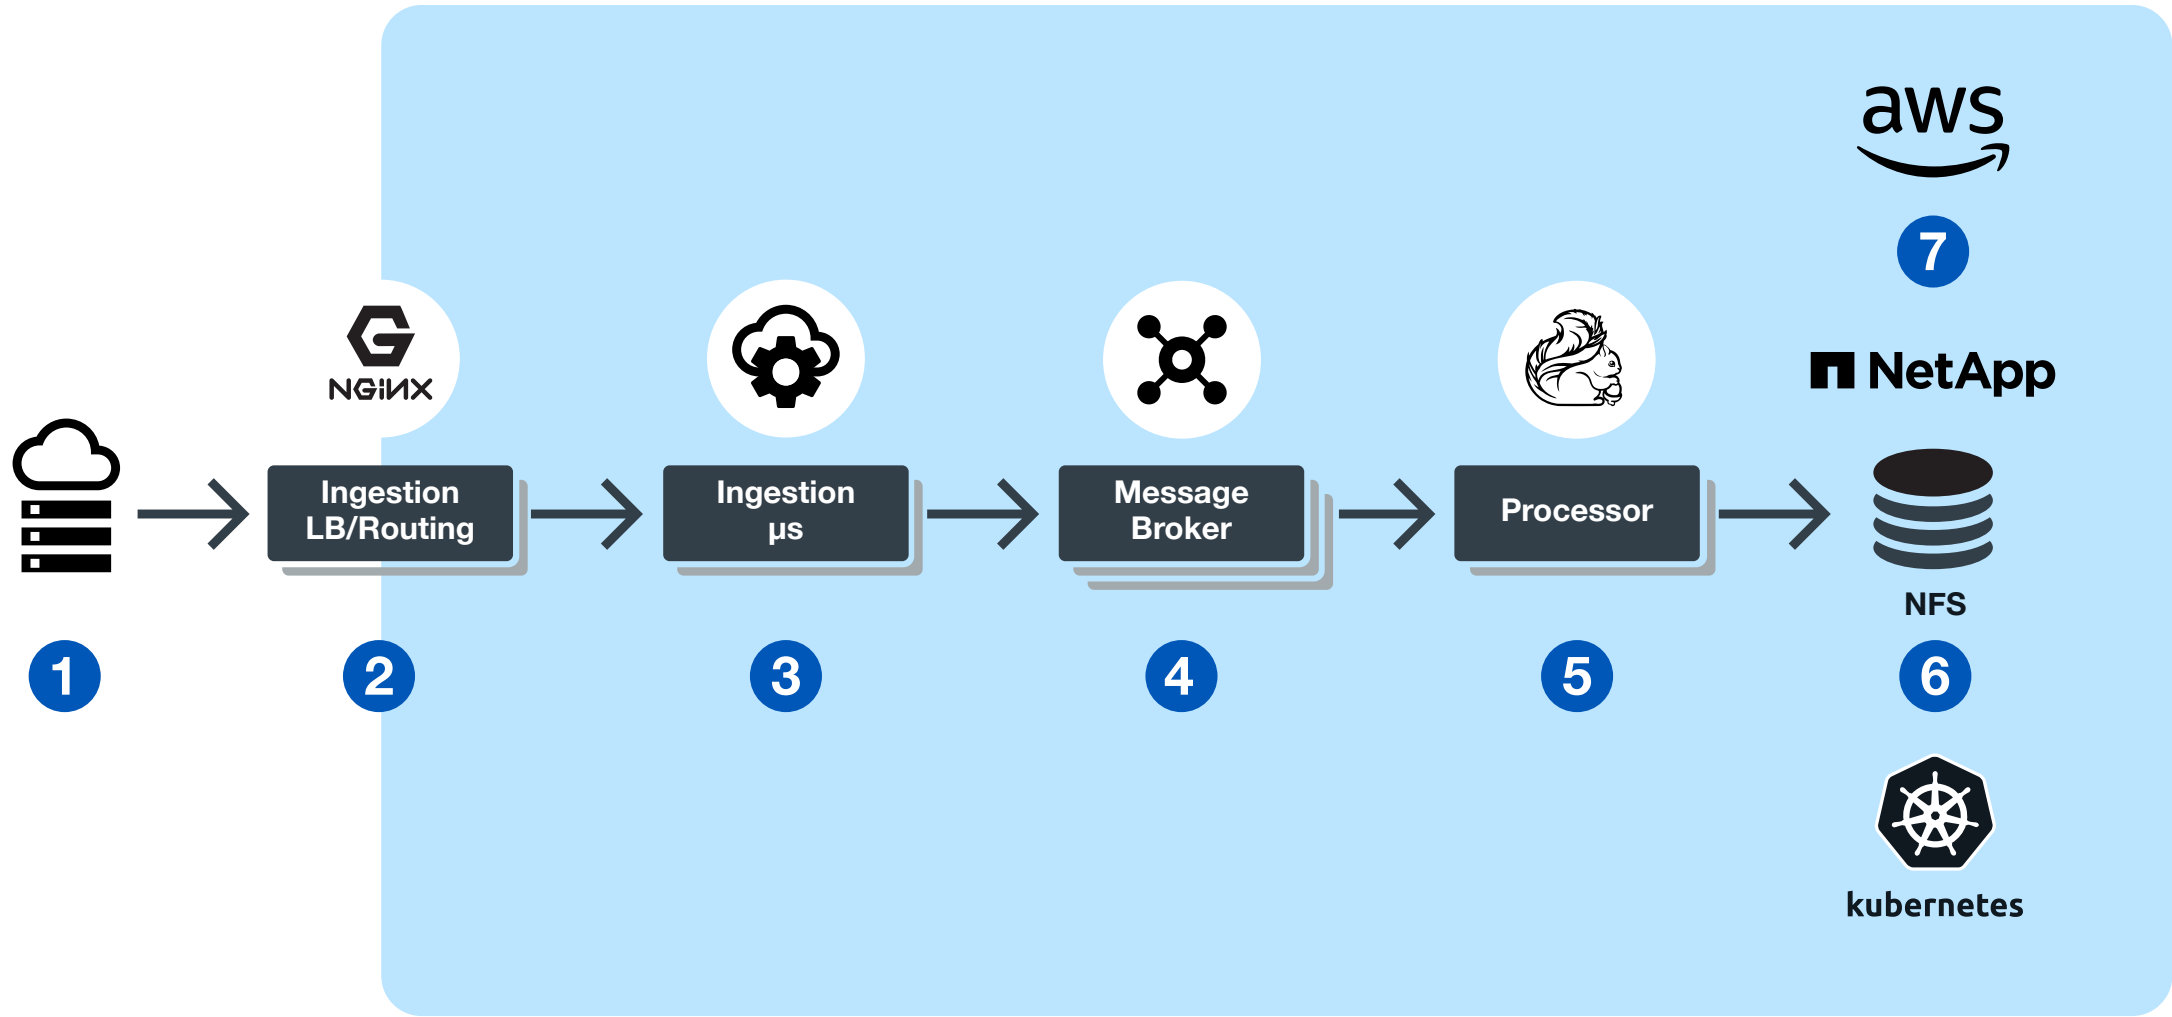 aws
7
NGINX
NetApp
Ingestion
LB/Routing
Ingestion
µs
Message
Broker
Processor
NFS
1
2
3
4
5
6
kubernetes